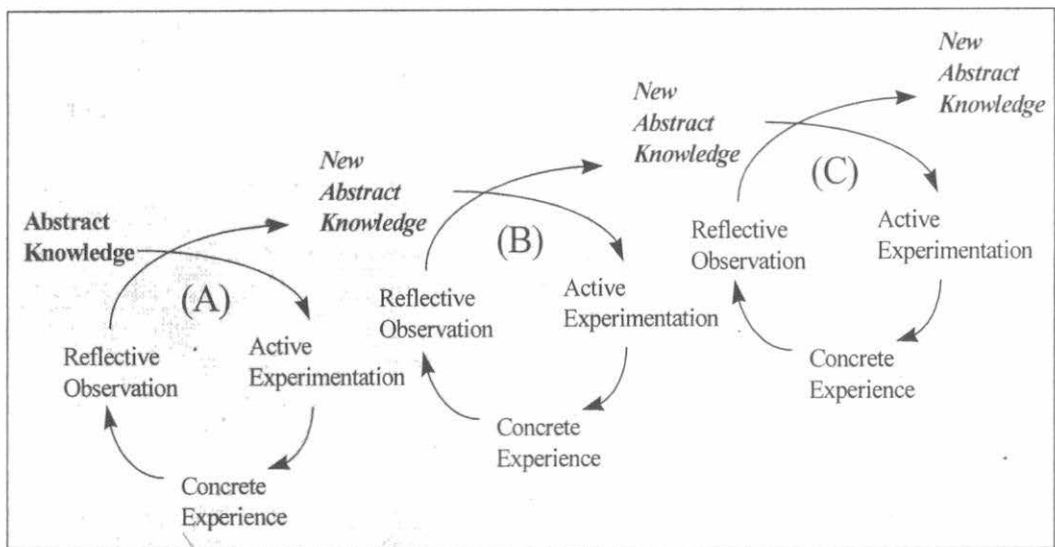 Abstract
Knowledge
(A)
Reflective
Observation
Active
Experimentation
Concrete
Experience
New
Abstract
Knowledge
(B)
Reflective
Observation
Active
Experimentation
Concrete
Experience
New
Abstract
Knowledge
(C)
Reflective
Observation
Active
Experimentation
Concrete
Experience
New
Abstract
Knowledge